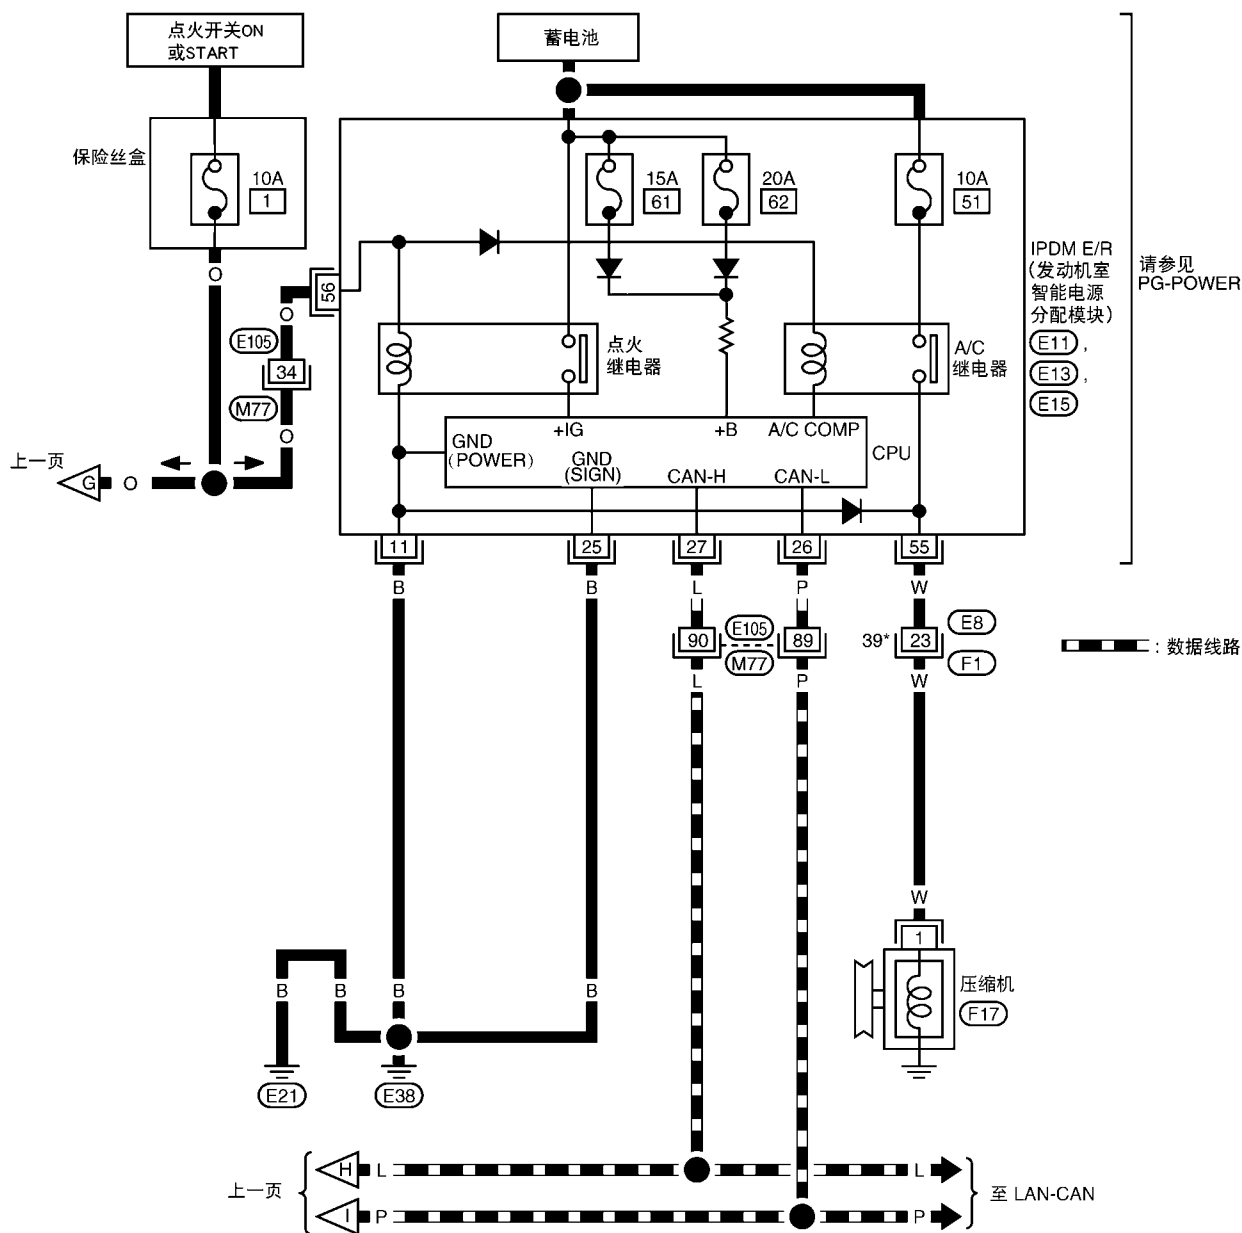 点火开关ON
或START
蓄电池
保险丝盒
10A
1
15A
61
20A
62
10A
51
IPDM E/R
（发动机室
智能电源
分配模块）
E11 ,
E13 ,
E15
请参见
PG-POWER
O
56
O
E105
34
M77
O
点火
继电器
A/C
继电器
+IG
+B
A/C COMP
CPU
GND
(POWER)
GND
(SIGN)
CAN-H
CAN-L
上一页
G
O
11
25
27
26
55
B
B
L
P
W
90
E105
M77
89
39*
23
E8
F1
: 数据线路
L
P
W
W
1
压缩机
F17
B
B
B
B
E21
E38
上一页
H
L
L
I
P
P
至 LAN-CAN